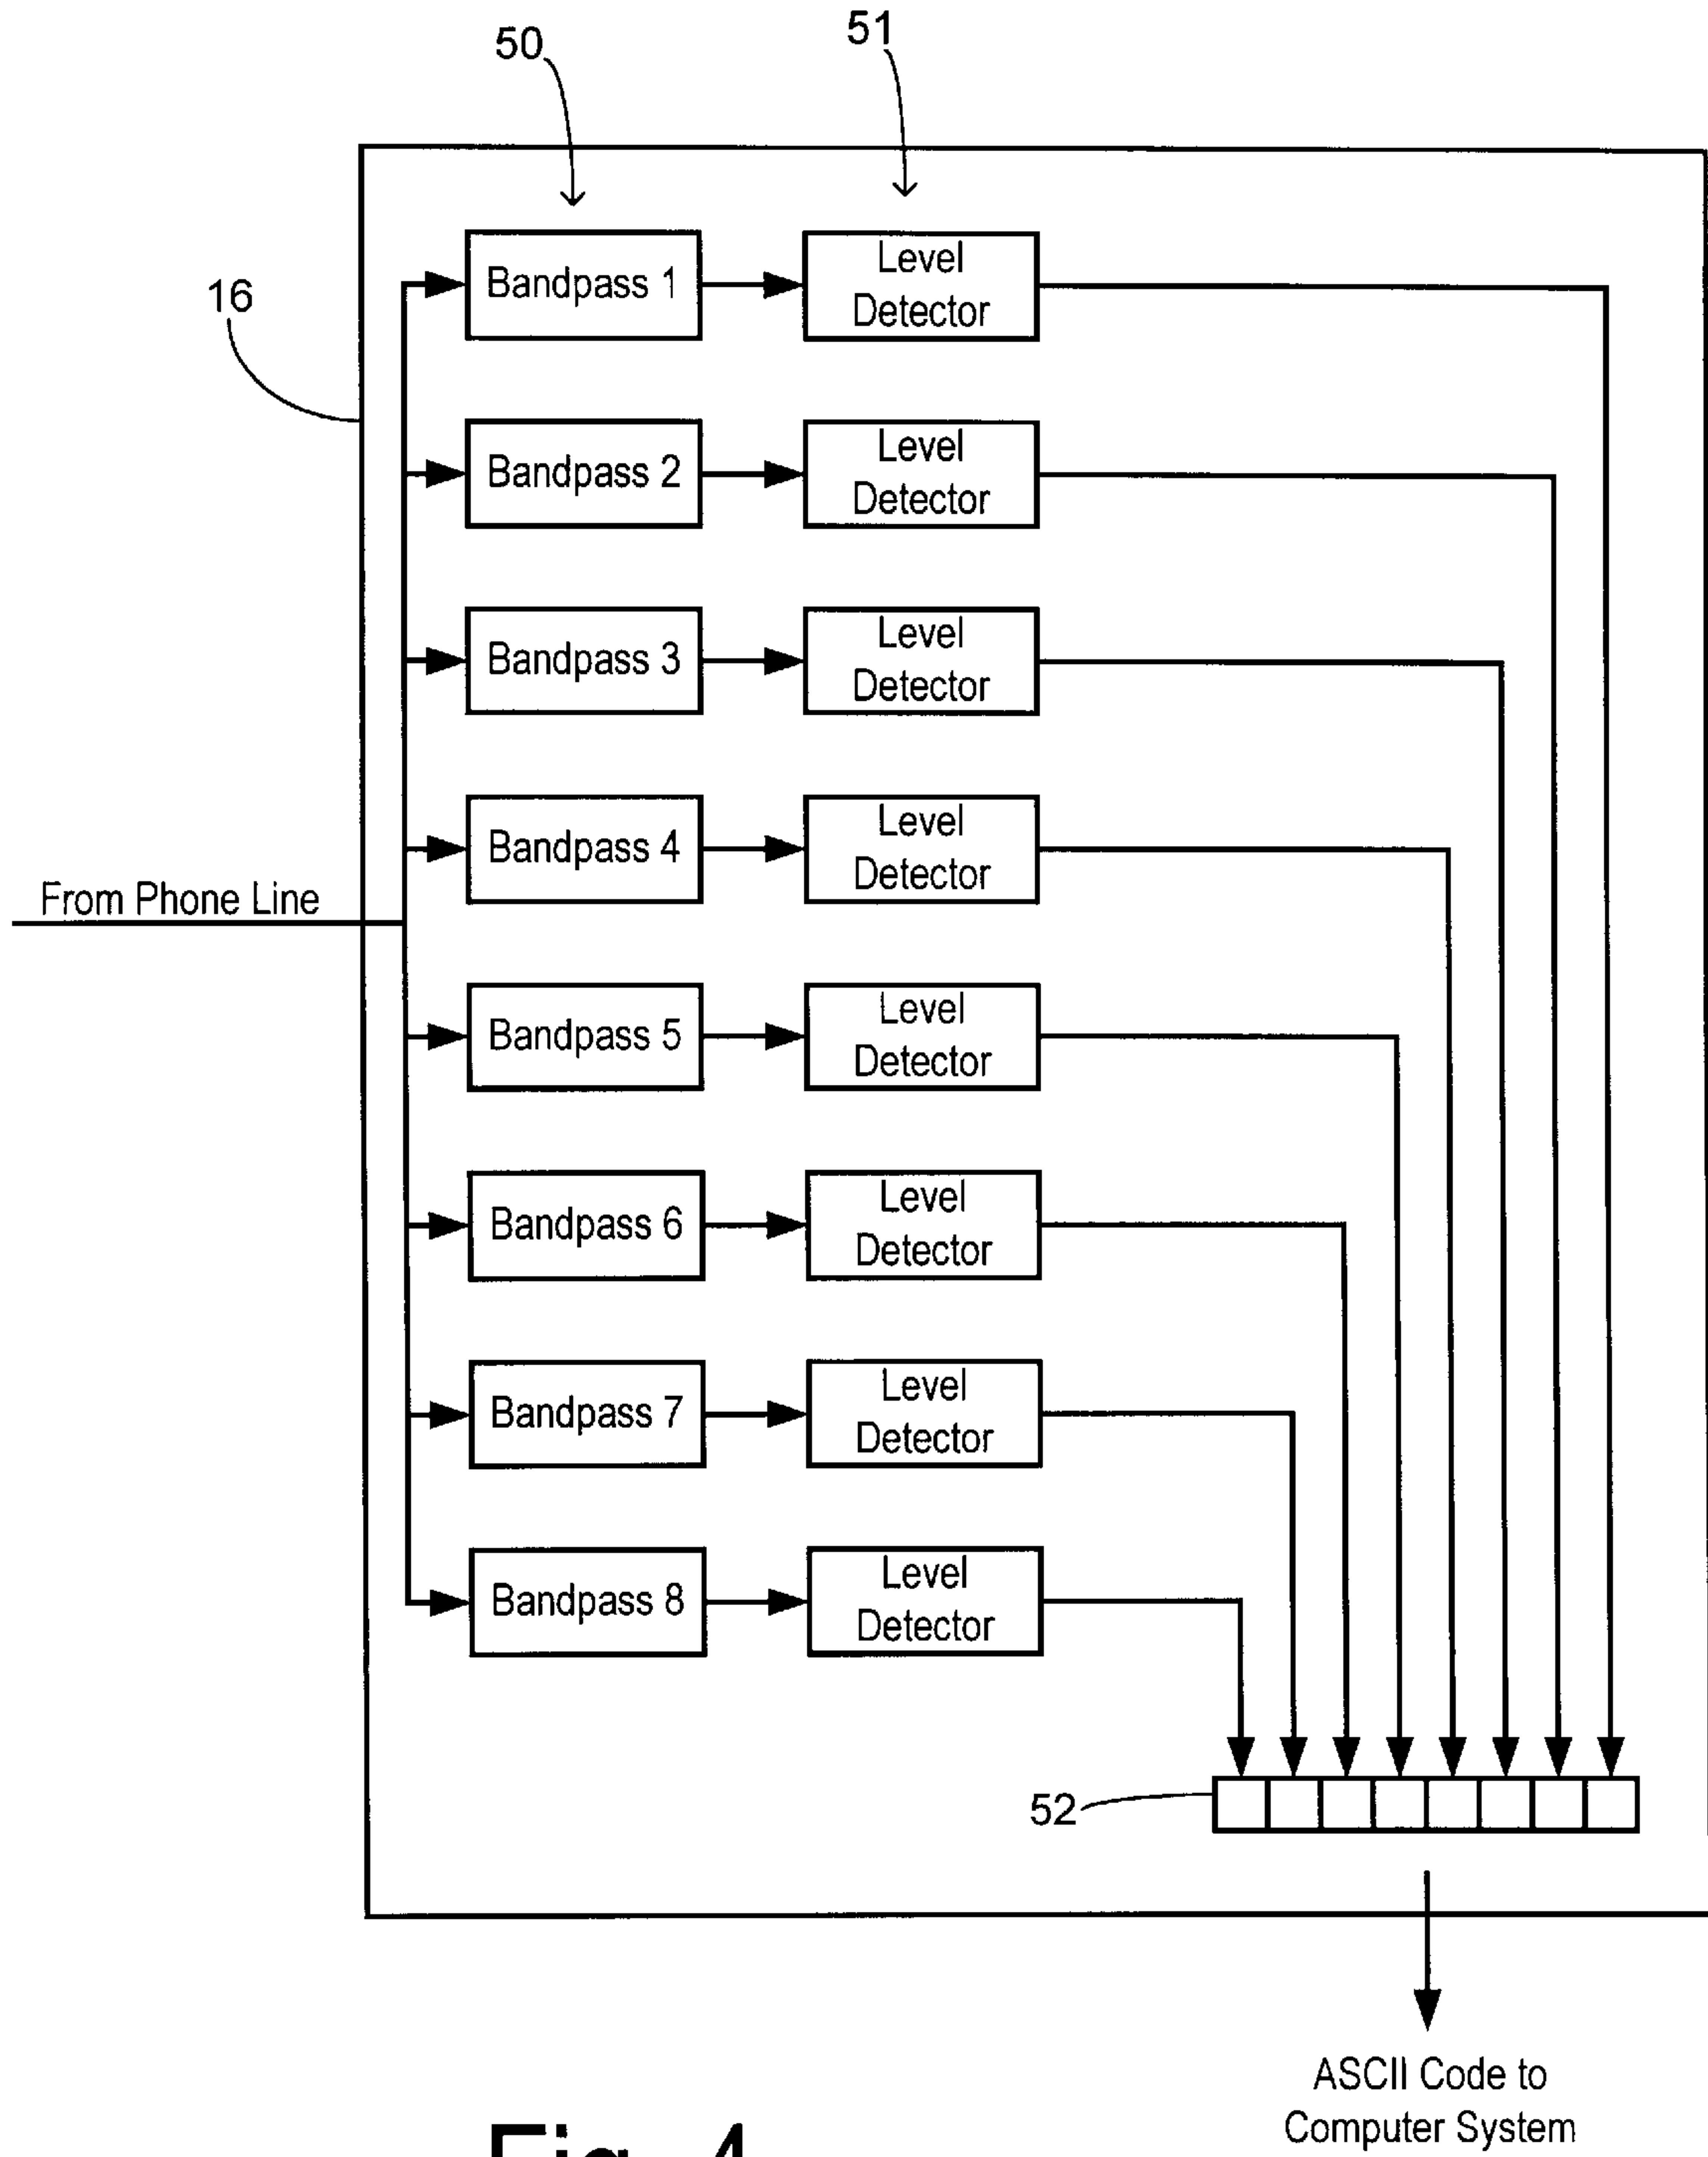 50
51
16
Bandpass 1
Level
Detector
Bandpass 2
Level
Detector
Bandpass 3
Level
Detector
Bandpass 4
Level
Detector
From Phone Line
Bandpass 5
Level
Detector
Bandpass 6
Level
Detector
Bandpass 7
Level
Detector
Bandpass 8
Level
Detector
52
ASCII Code to
Computer System
Fig. 4